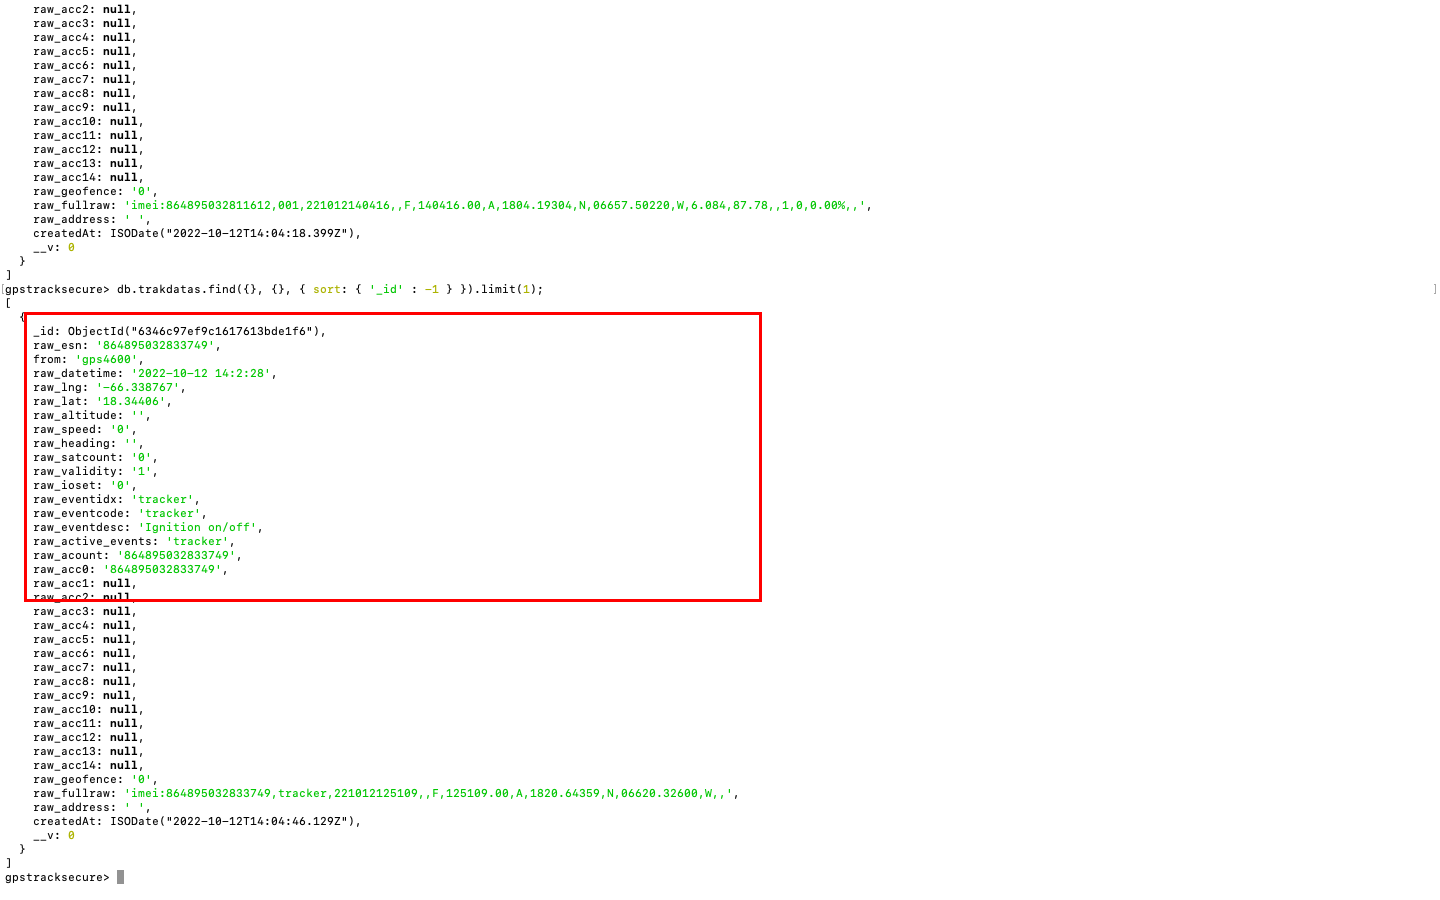 raw_acc2: null,
raw_acc3: null,
raw_acc4: null,
raw_acc5: null,
raw_acc6: null,
raw_acc7: null,
raw_acc8: null,
raw_acc9: null,
raw_acc10: null,
raw_acc11: null,
raw_acc12: null,
raw_acc13: null,
raw_acc14: null,
raw_geofence: '0',
raw_fullraw: 'imei:864895032811612,001,221012140416,,F,140416.00,A,1804.19304,N,06657.50220,W,6.084,87.78,,1,0,0.00%,,',
raw_address: ' ',
createdAt: ISODate("2022-10-12T14:04:18.399Z"),
__v: 0
}
]
[gpstracksecure> db.trakdatas.find({}, {}, { sort: { '_id' : -1 } }).limit(1); ]
[
{
_id: ObjectId("6346c97ef9c1617613bde1f6"),
raw_esn: '864895032833749',
from: 'gps4600',
raw_datetime: '2022-10-12 14:2:28',
raw_lng: '-66.338767',
raw_lat: '18.34406',
raw_altitude: '',
raw_speed: '0',
raw_heading: '',
raw_satcount: '0',
raw_validity: '1',
raw_ioset: '0',
raw_eventidx: 'tracker',
raw_eventcode: 'tracker',
raw_eventdesc: 'Ignition on/off',
raw_active_events: 'tracker',
raw_acount: '864895032833749',
raw_acc0: '864895032833749',
raw_acc1: null,
raw_acc2: null,
raw_acc3: null,
raw_acc4: null,
raw_acc5: null,
raw_acc6: null,
raw_acc7: null,
raw_acc8: null,
raw_acc9: null,
raw_acc10: null,
raw_acc11: null,
raw_acc12: null,
raw_acc13: null,
raw_acc14: null,
raw_geofence: '0',
raw_fullraw: 'imei:864895032833749,tracker,221012125109,,F,125109.00,A,1820.64359,N,06620.32600,W,,',
raw_address: ' ',
createdAt: ISODate("2022-10-12T14:04:46.129Z"),
__v: 0
}
]
gpstracksecure>